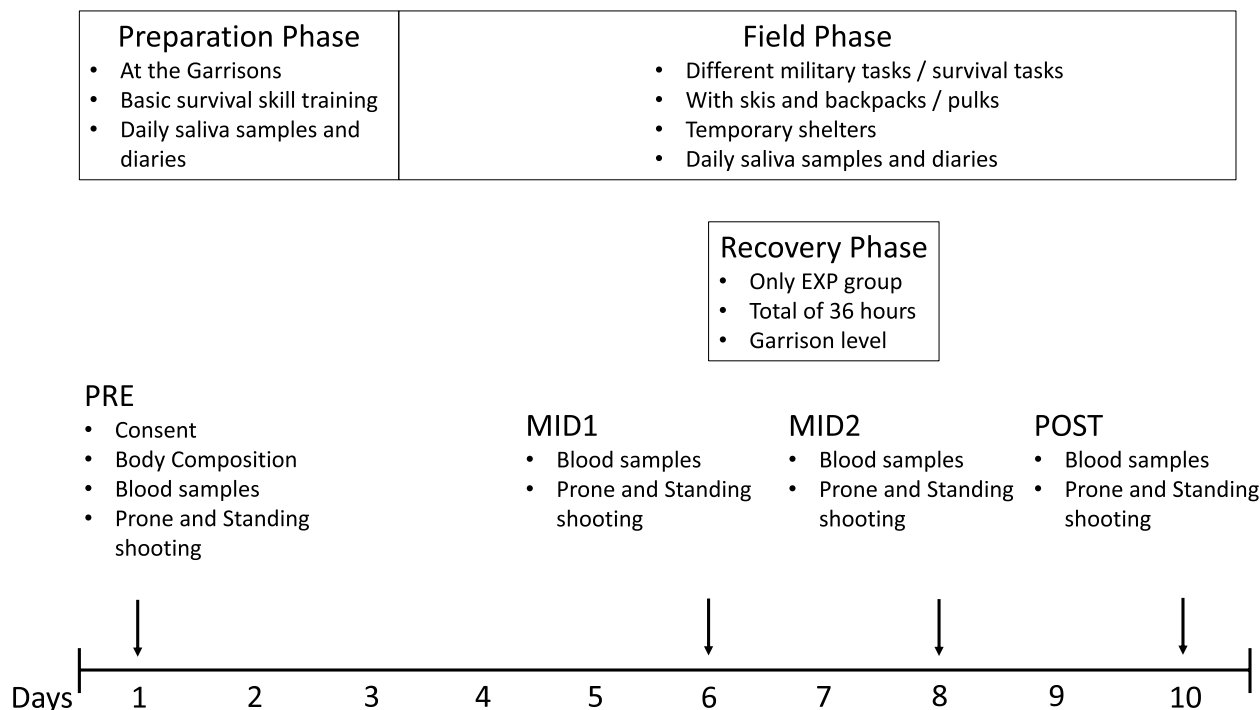 Preparation Phase
• At the Garrisons
• Basic survival skill training
• Daily saliva samples and
diaries
Field Phase
• Different military tasks / survival tasks
• With skis and backpacks / pulks
• Temporary shelters
• Daily saliva samples and diaries
Recovery Phase
• Only EXP group
• Total of 36 hours
• Garrison level
PRE
• Consent
• Body Composition
• Blood samples
• Prone and Standing
shooting
MID1
• Blood samples
• Prone and Standing
shooting
MID2
• Blood samples
• Prone and Standing
shooting
POST
• Blood samples
• Prone and Standing
shooting
Days 1 2 3 4 5 6 7 8 9 10